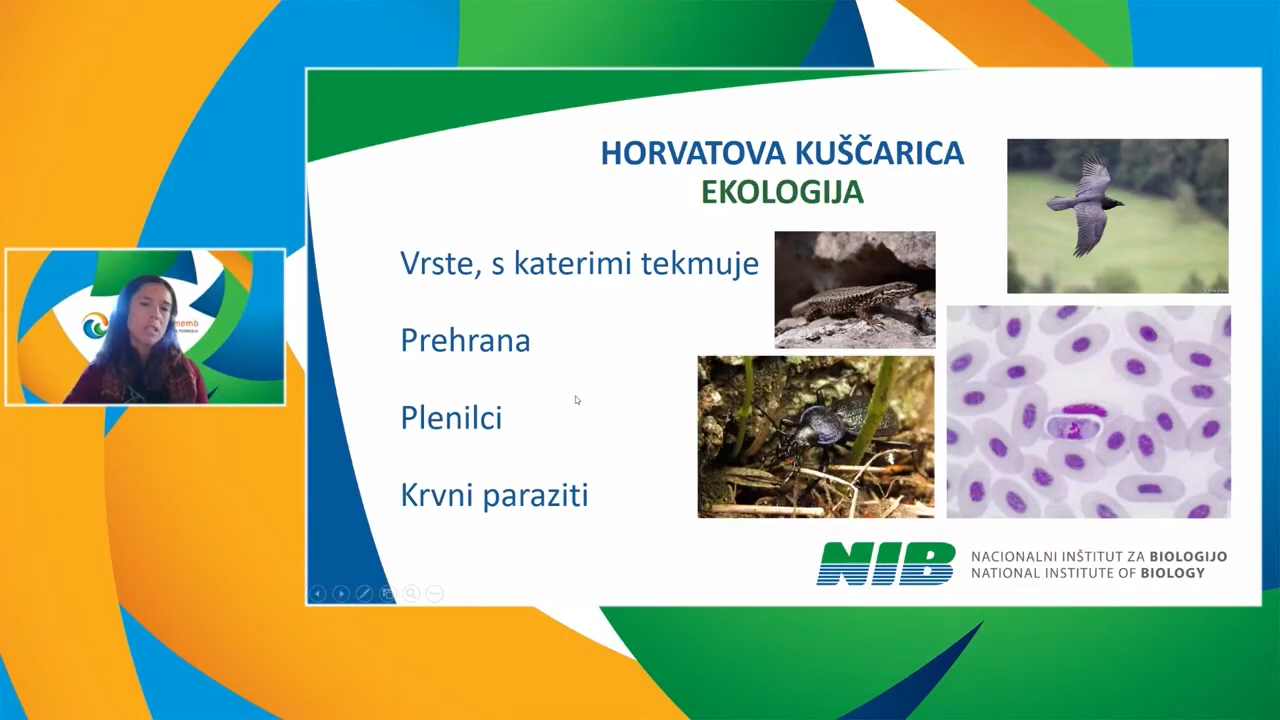 HORVATOVA KUŠČARICA
EKOLOGIJA
Vrste, s katerimi tekmuje
Prehrana
Plenilci
Krvni paraziti
NIB
NACIONALNI INŠTITUT ZA BIOLOGIJO
NATIONAL INSTITUTE OF BIOLOGY